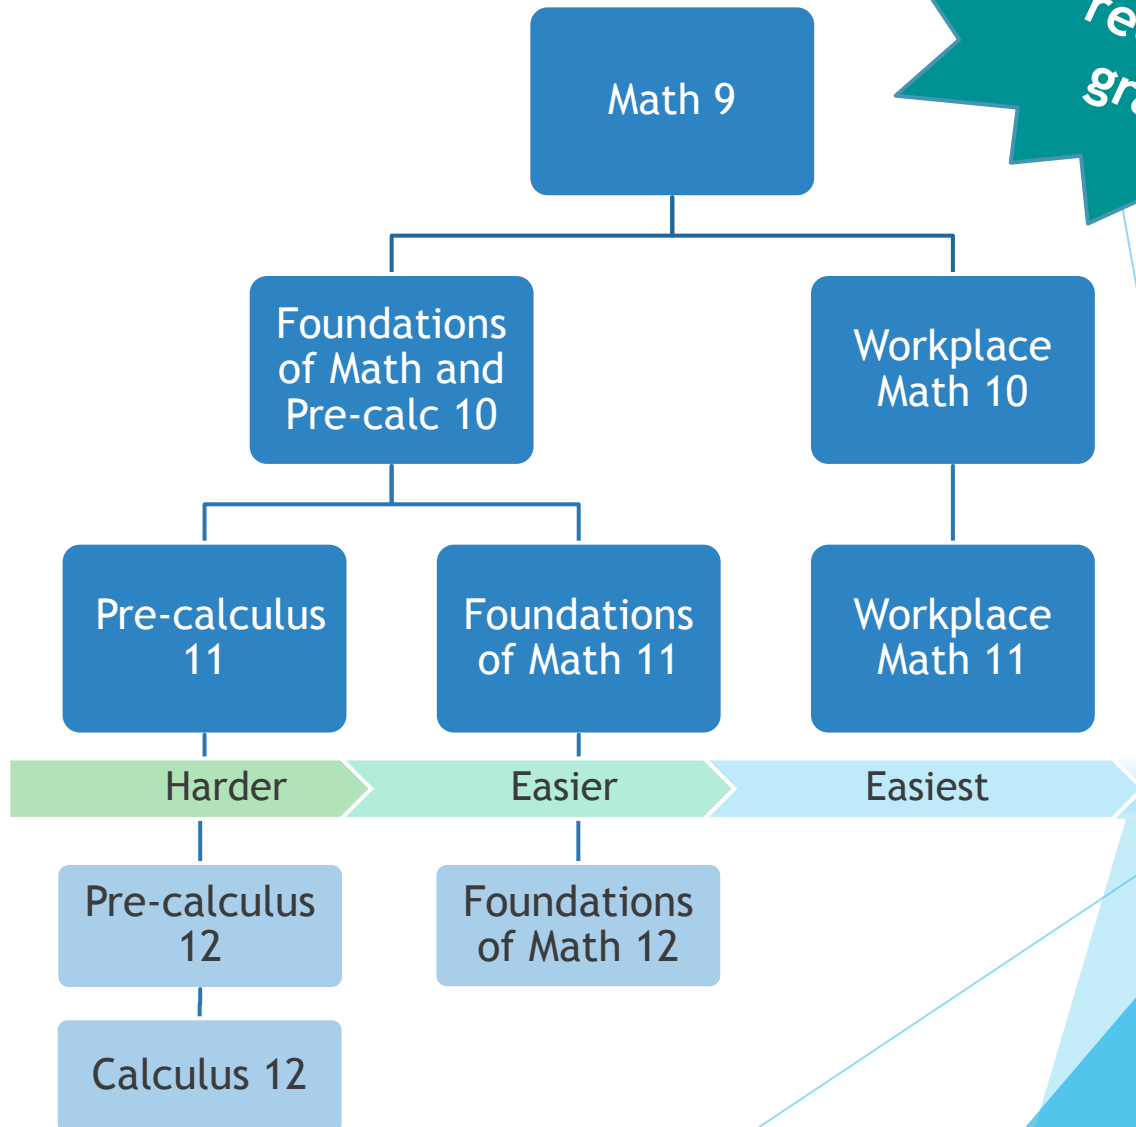 Math 9
Foundations
of Math and
Pre-calc 10
Workplace
Math 10
Pre-calculus
11
Foundations
of Math 11
Workplace
Math 11
Harder
Easier
Easiest
Pre-calculus
12
Foundations
of Math 12
Calculus 12